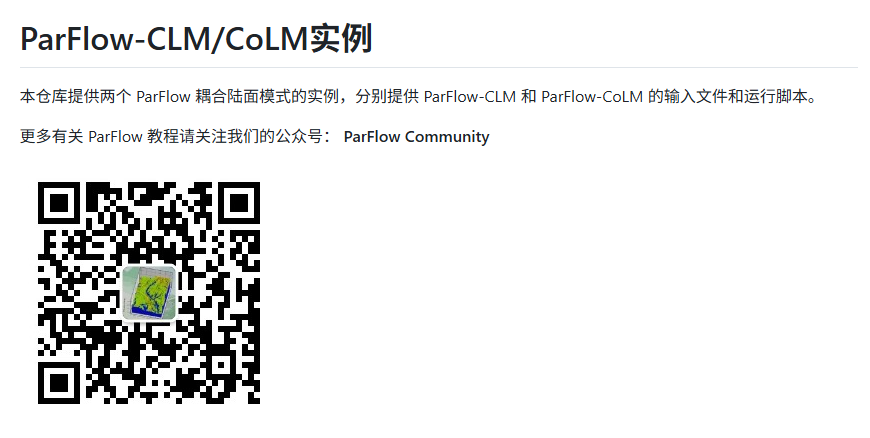 ParFlow-CLM/CoLM实例
本仓库提供两个 ParFlow 耦合陆面模式的实例，分别提供 ParFlow-CLM 和 ParFlow-CoLM 的输入文件和运行脚本。
更多有关 ParFlow 教程请关注我们的公众号： ParFlow Community